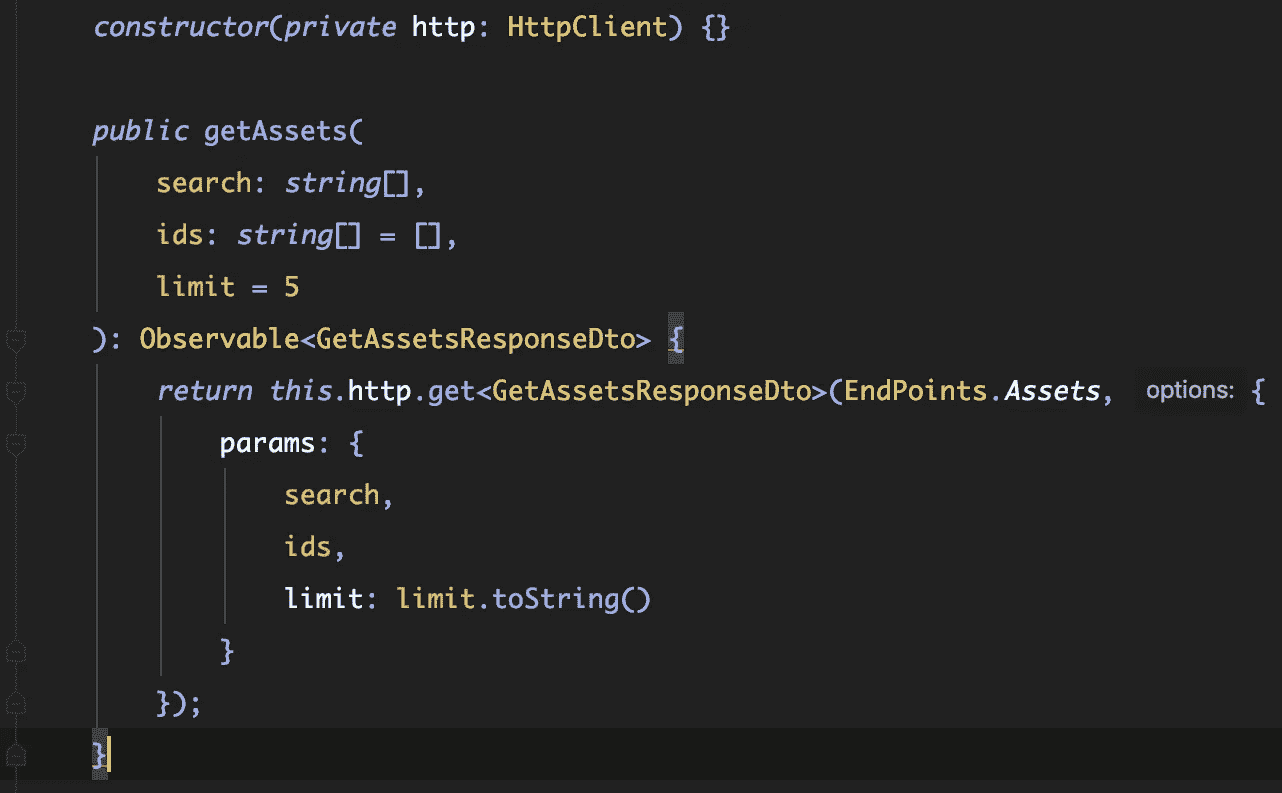 constructor(private http: HttpClient) {}
public getAssets(
search: string[],
ids: string[] = [],
limit = 5
): Observable<GetAssetsResponseDto> {
return this.http.get<GetAssetsResponseDto>(EndPoints.Assets, options: {
params: {
search,
ids,
limit: limit.toString()
}
});
}